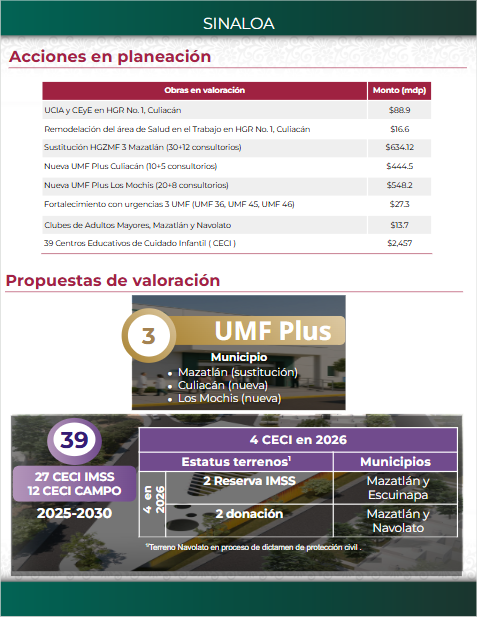 SINALOA
Acciones en planeación
Obras en valoración Monto (mdp)
UCIA y CEyE en HGR No. 1, Culiacán $88.9
Remodelación del área de Salud en el Trabajo en HGR No. 1, Culiacán $16.6
Sustitución HGZMF 3 Mazatlán (30+12 consultorios) $634.12
Nueva UMF Plus Culiacán (10+5 consultorios) $444.5
Nueva UMF Plus Los Mochis (20+8 consultorios) $548.2
Fortalecimiento con urgencias 3 UMF (UMF 36, UMF 45, UMF 46) $27.3
Clubes de Adultos Mayores, Mazatlán y Navolato $13.7
39 Centros Educativos de Cuidado Infantil ( CECI ) $2,457
Propuestas de valoración
3 UMF Plus
Municipio
• Mazatlán (sustitución)
• Culiacán (nueva)
• Los Mochis (nueva)
39
27 CECI IMSS
12 CECI CAMPO
2025-2030
4 CECI en 2026
Estatus terrenos¹ Municipios
4 en 2026
2 Reserva IMSS Mazatlán y
Escuinapa
2 donación Mazatlán y
Navolato
¹/Terreno Navolato en proceso de dictamen de protección civil .